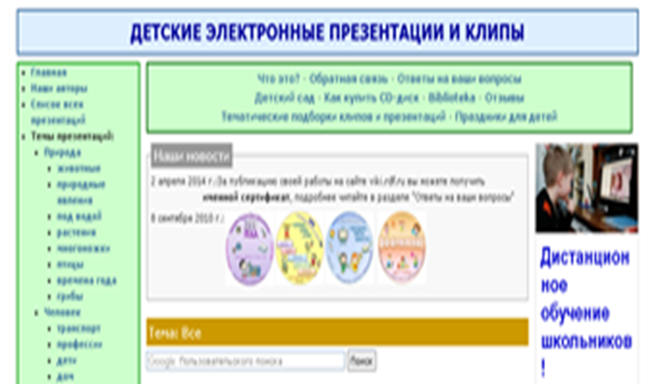 ДЕТСКИЕ ЭЛЕКТРОННЫЕ ПРЕЗЕНТАЦИИ И КЛИПЫ
Главная
Наши авторы
Список всех
презентаций
Темы презентаций:
Природа
животные
природные
явления
под водой
растения
многоножки
птицы
времена года
грибы
Человек
транспорт
профессии
дети
дом
Что это? · Обратная связь · Ответы на ваши вопросы
Детский сад · Как купить CD-диск · Biblioteka · Отзывы
Тематические подборки клипов и презентаций · Праздники для детей
Наши новости
2 апреля 2014 г.:За публикацию своей работы на сайте viki.rdf.ru вы можете получить
именной сертификат, подробнее читайте в разделе "Ответы на ваши вопросы"
8 сентября 2010 г.:
Тема: Все
Google Пользовательского поиска
Поиск
Дистанцион
ное
обучение
школьников
!